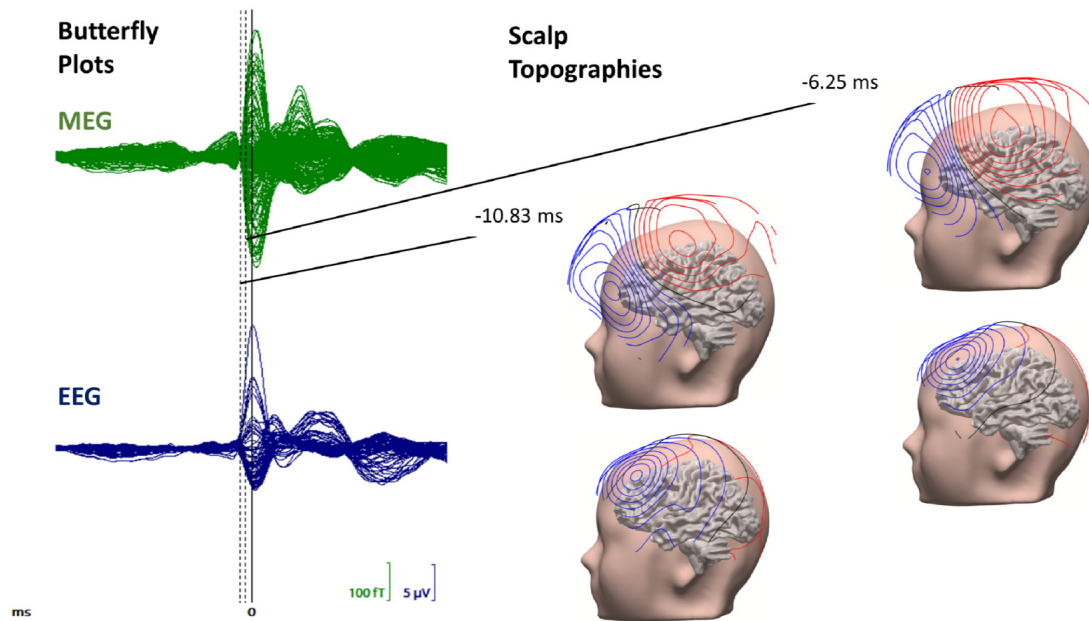 Butterfly
Plots
Scalp
Topographies
MEG
-6.25 ms
-10.83 ms
EEG
100 fT
5 µV
ms
0